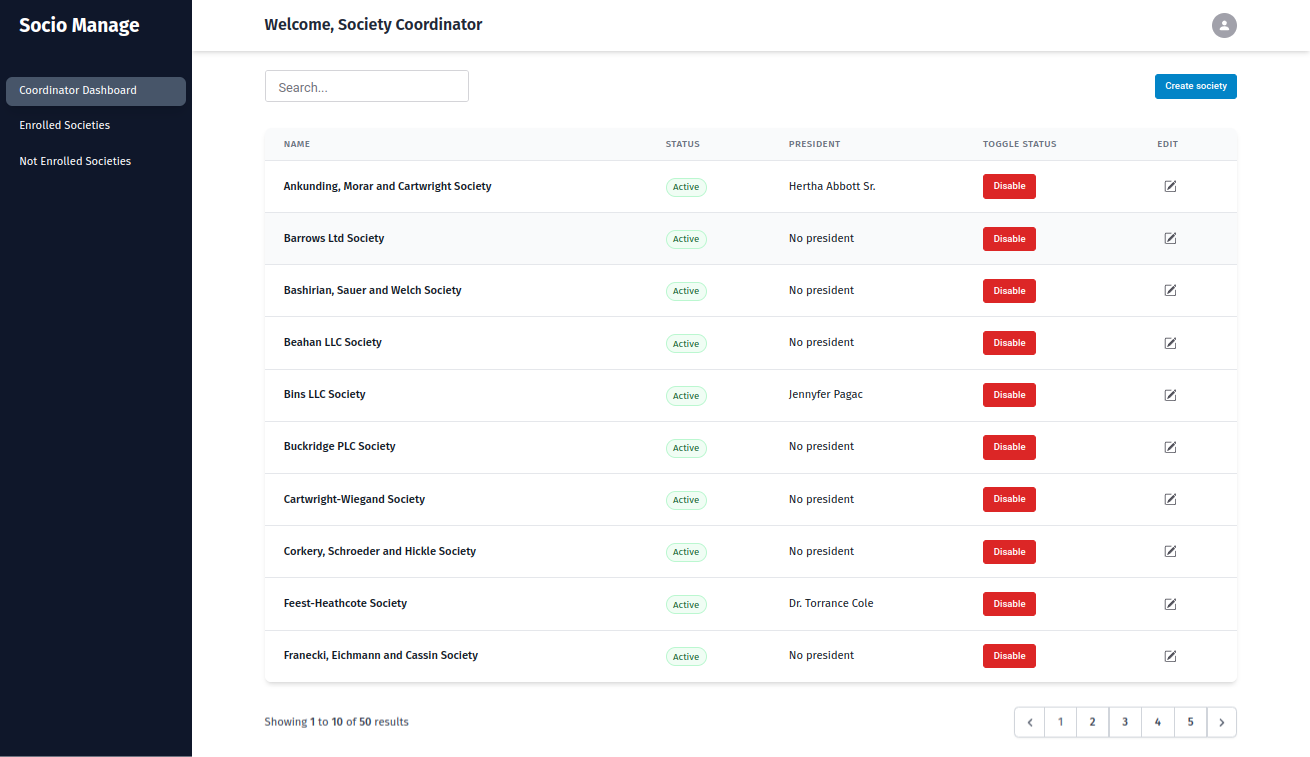 Socio Manage
Welcome, Society Coordinator
Coordinator Dashboard
Enrolled Societies
Not Enrolled Societies
Search...
Create society
NAME STATUS PRESIDENT TOGGLE STATUS EDIT
Ankunding, Morar and Cartwright Society Active Hertha Abbott Sr. Disable
Barrows Ltd Society Active No president Disable
Bashirian, Sauer and Welch Society Active No president Disable
Beahan LLC Society Active No president Disable
Bins LLC Society Active Jennyfer Pagac Disable
Buckridge PLC Society Active No president Disable
Cartwright-Wiegand Society Active No president Disable
Corkery, Schroeder and Hickle Society Active No president Disable
Feest-Heathcote Society Active Dr. Torrance Cole Disable
Franecki, Eichmann and Cassin Society Active No president Disable
Showing 1 to 10 of 50 results
1 2 3 4 5